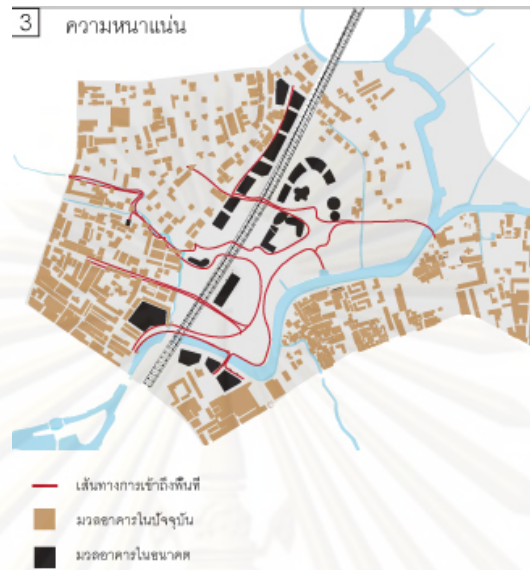 3 ความหนาแน่น
เส้นทางการเข้าถึงพื้นที่
มวลอาคารในปัจจุบัน
มวลอาคารในอนาคต